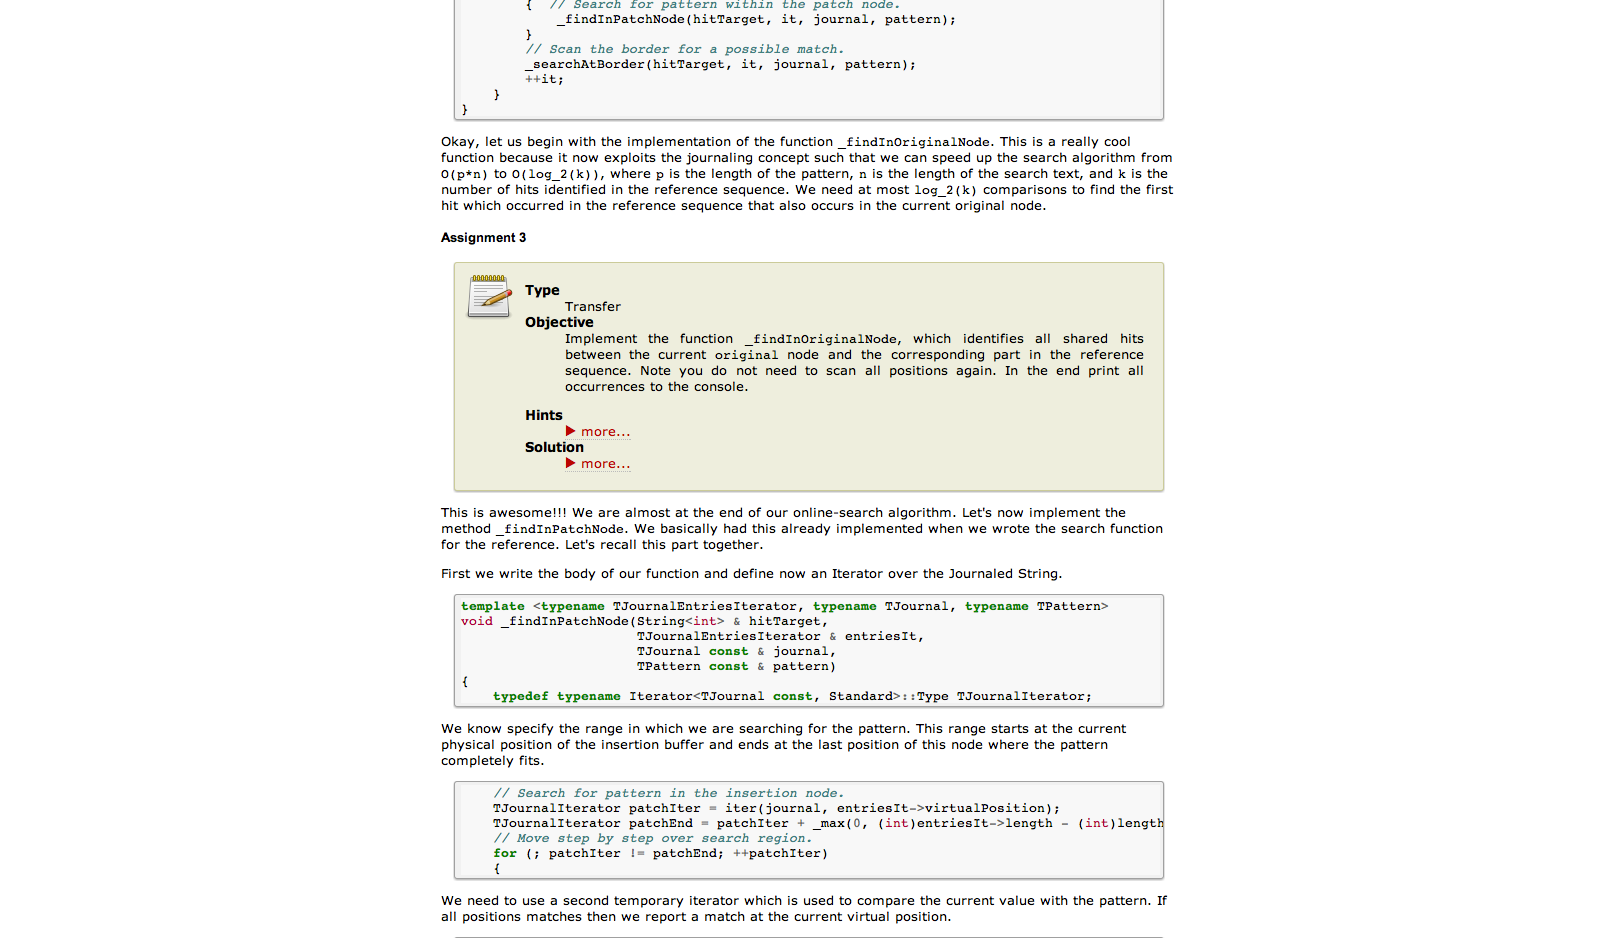 {  // Search for pattern within the patch node.
_findInPatchNode(hitTarget, it, journal, pattern);
}
// Scan the border for a possible match.
_searchAtBorder(hitTarget, it, journal, pattern);
++it;
}
}
Okay, let us begin with the implementation of the function _findInOriginalNode. This is a really cool
function because it now exploits the journaling concept such that we can speed up the search algorithm from
O(p*n) to O(log_2(k)), where p is the length of the pattern, n is the length of the search text, and k is the
number of hits identified in the reference sequence. We need at most log_2(k) comparisons to find the first
hit which occurred in the reference sequence that also occurs in the current original node.
Assignment 3
Type
Transfer
Objective
Implement the function _findInOriginalNode, which identifies all shared hits
between the current original node and the corresponding part in the reference
sequence. Note you do not need to scan all positions again. In the end print all
occurrences to the console.
Hints
▶ more...
Solution
▶ more...
This is awesome!!! We are almost at the end of our online-search algorithm. Let's now implement the
method _findInPatchNode. We basically had this already implemented when we wrote the search function
for the reference. Let's recall this part together.
First we write the body of our function and define now an Iterator over the Journaled String.
template <typename TJournalEntriesIterator, typename TJournal, typename TPattern>
void _findInPatchNode(String<int> & hitTarget,
TJournalEntriesIterator & entriesIt,
TJournal const & journal,
TPattern const & pattern)
{
typedef typename Iterator<TJournal const, Standard>::Type TJournalIterator;
We know specify the range in which we are searching for the pattern. This range starts at the current
physical position of the insertion buffer and ends at the last position of this node where the pattern
completely fits.
// Search for pattern in the insertion node.
TJournalIterator patchIter = iter(journal, entriesIt->virtualPosition);
TJournalIterator patchEnd = patchIter + _max(0, (int)entriesIt->length - (int)length
// Move step by step over search region.
for (; patchIter != patchEnd; ++patchIter)
{
We need to use a second temporary iterator which is used to compare the current value with the pattern. If
all positions matches then we report a match at the current virtual position.